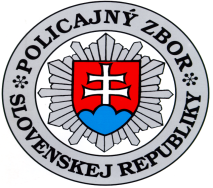 POLICAJNÝ ZBOR
SLOVENSKEJ REPUBLIKY